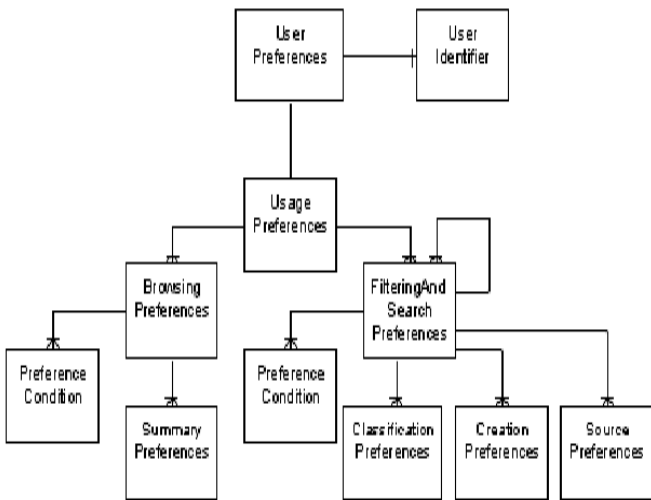 User
Preferences
User
Identifier
Usage
Preferences
Browsing
Preferences
FilteringAnd
Search
Preferences
Preference
Condition
Preference
Condition
Summary
Preferences
Classification
Preferences
Creation
Preferences
Source
Preferences